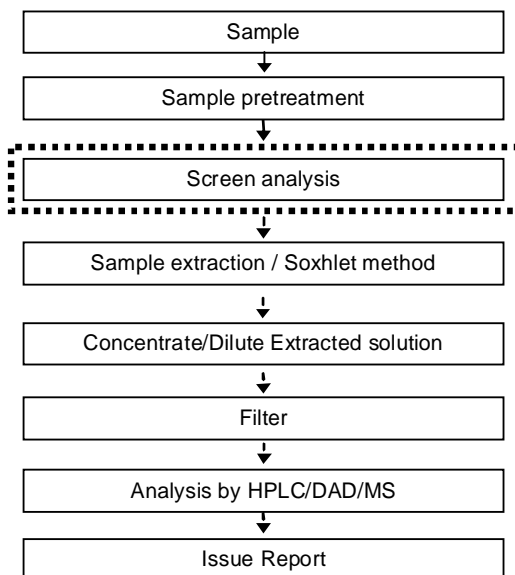 Sample
Sample pretreatment
Screen analysis
Sample extraction / Soxhlet method
Concentrate/Dilute Extracted solution
Filter
Analysis by HPLC/DAD/MS
Issue Report